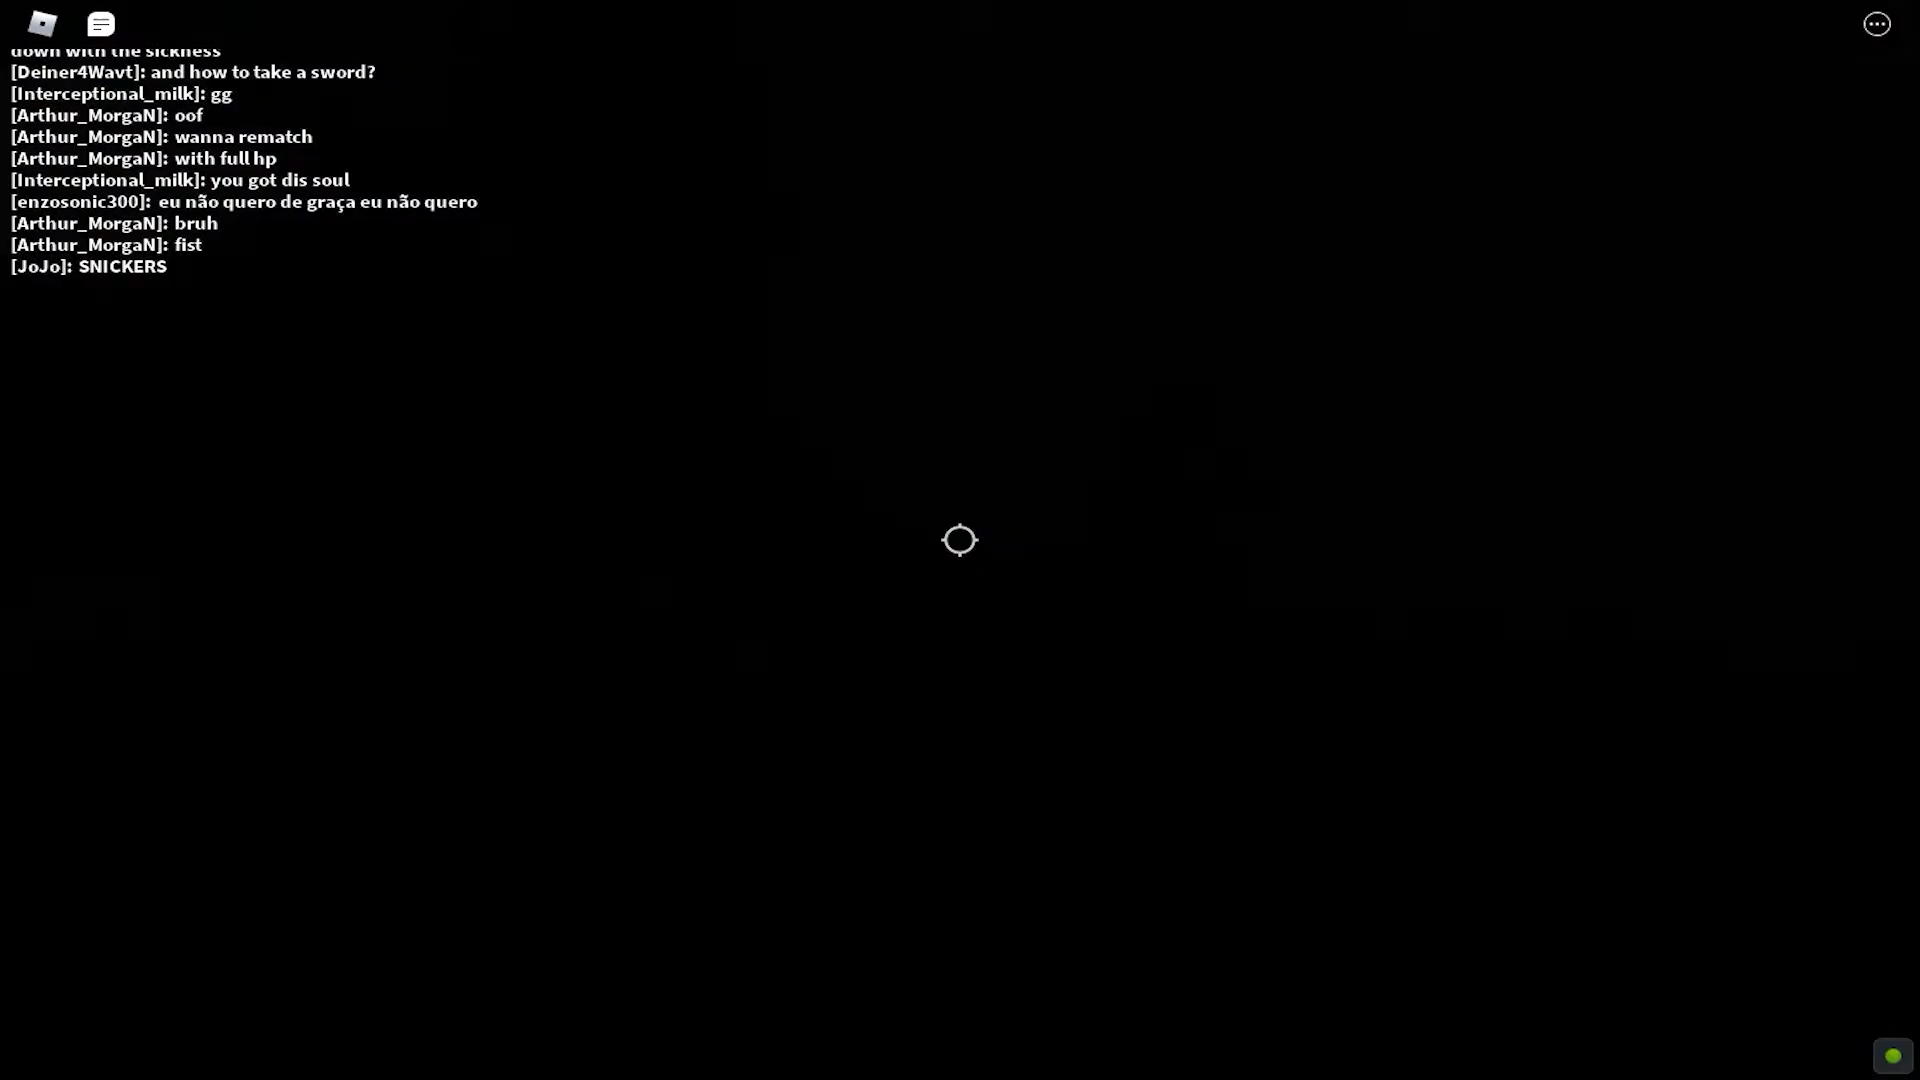 down with the sickness
[Deiner4Wavt]: and how to take a sword?
[Interceptional_milk]: gg
[Arthur_MorgaN]: oof
[Arthur_MorgaN]: wanna rematch
[Arthur_MorgaN]: with full hp
[Interceptional_milk]: you got dis soul
[enzosonic300]: eu não quero de graça eu não quero
[Arthur_MorgaN]: bruh
[Arthur_MorgaN]: fist
[JoJo]: SNICKERS